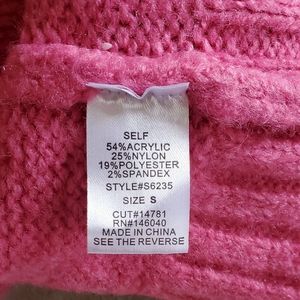 SELF
54%ACRYLIC
25%NYLON
19%POLYESTER
2%SPANDEX
STYLE#S6235
SIZE S
CUT#14781
RN#146040
MADE IN CHINA
SEE THE REVERSE